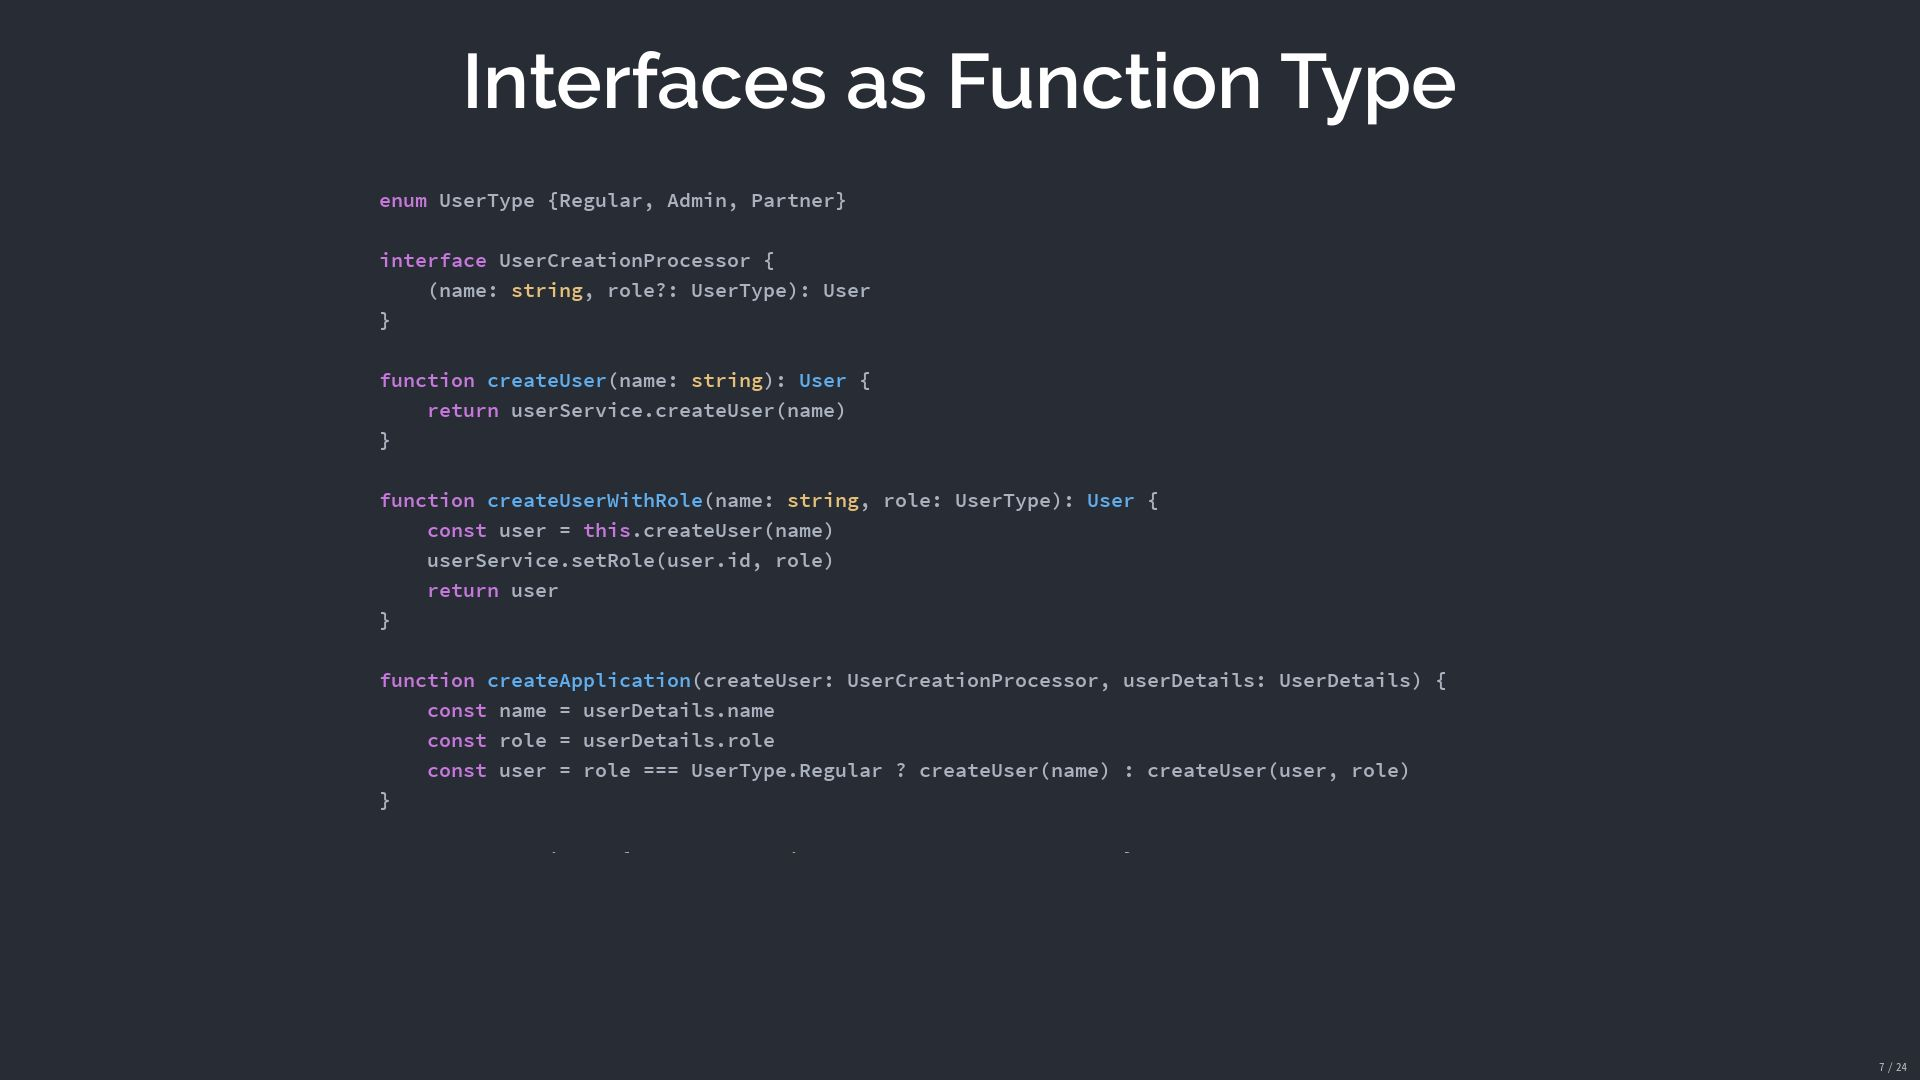 Interfaces as Function Type
enum UserType {Regular, Admin, Partner}
interface UserCreationProcessor {
    (name: string, role?: UserType): User
}
function createUser(name: string): User {
    return userService.createUser(name)
}
function createUserWithRole(name: string, role: UserType): User {
    const user = this.createUser(name)
    userService.setRole(user.id, role)
    return user
}
function createApplication(createUser: UserCreationProcessor, userDetails: UserDetails) {
    const name = userDetails.name
    const role = userDetails.role
    const user = role === UserType.Regular ? createUser(name) : createUser(user, role)
}
7 / 24